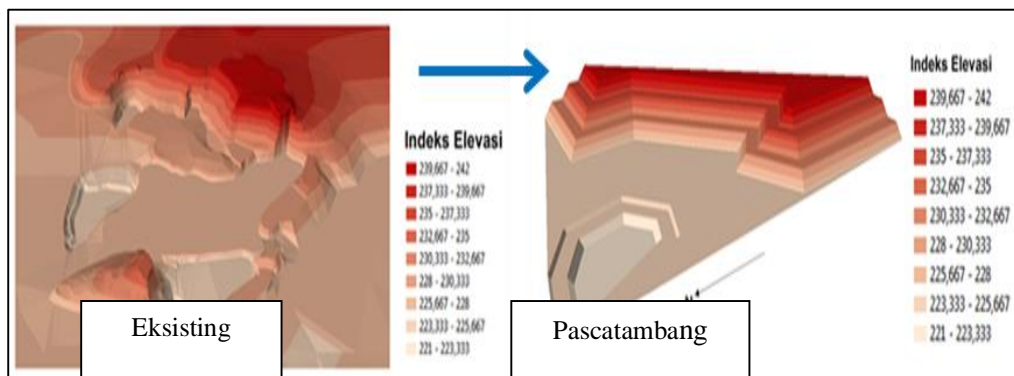 Indeks Elevasi
239,667 - 242
237,333 - 239,667
235 - 237,333
232,667 - 235
230,333 - 232,667
228 - 230,333
225,667 - 228
223,333 - 225,667
221 - 223,333
Eksisting
Indeks Elevasi
239,667 - 242
237,333 - 239,667
235 - 237,333
232,667 - 235
230,333 - 232,667
228 - 230,333
225,667 - 228
223,333 - 225,667
221 - 223,333
Pascatambang